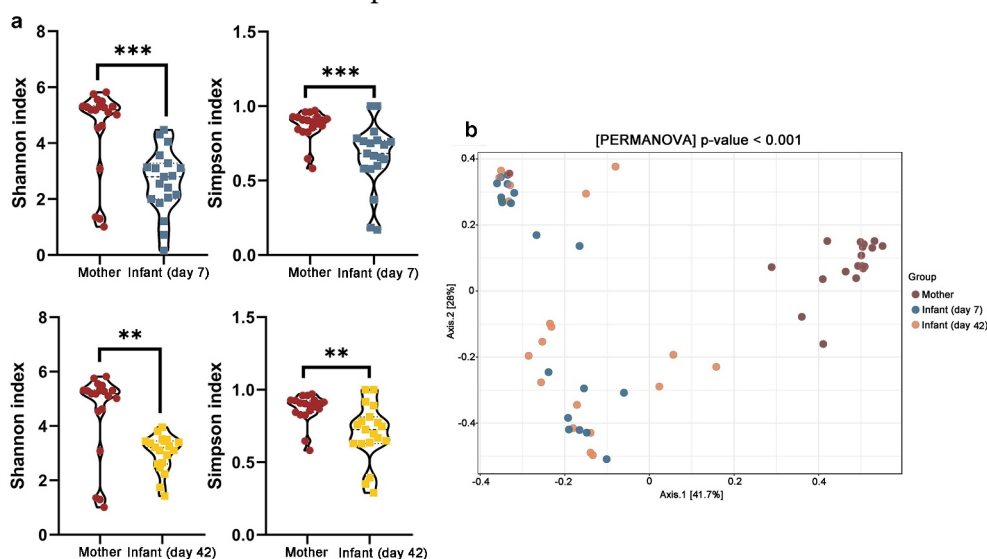 a
8
6
4
2
0
Shannon index
***
Mother Infant (day 7)
1.5
1.0
0.5
0.0
Simpson index
***
Mother Infant (day 7)
8
6
4
2
0
Shannon index
**
Mother Infant (day 42)
1.5
1.0
0.5
0.0
Simpson index
**
Mother Infant (day 42)
b
[PERMANOVA] p-value < 0.001
0.4
0.2
0
-0.2
-0.4
Axis.2 [28%]
-0.4 -0.2 0 0.2 0.4
Axis.1 [41.7%]
Group
Mother
Infant (day 7)
Infant (day 42)